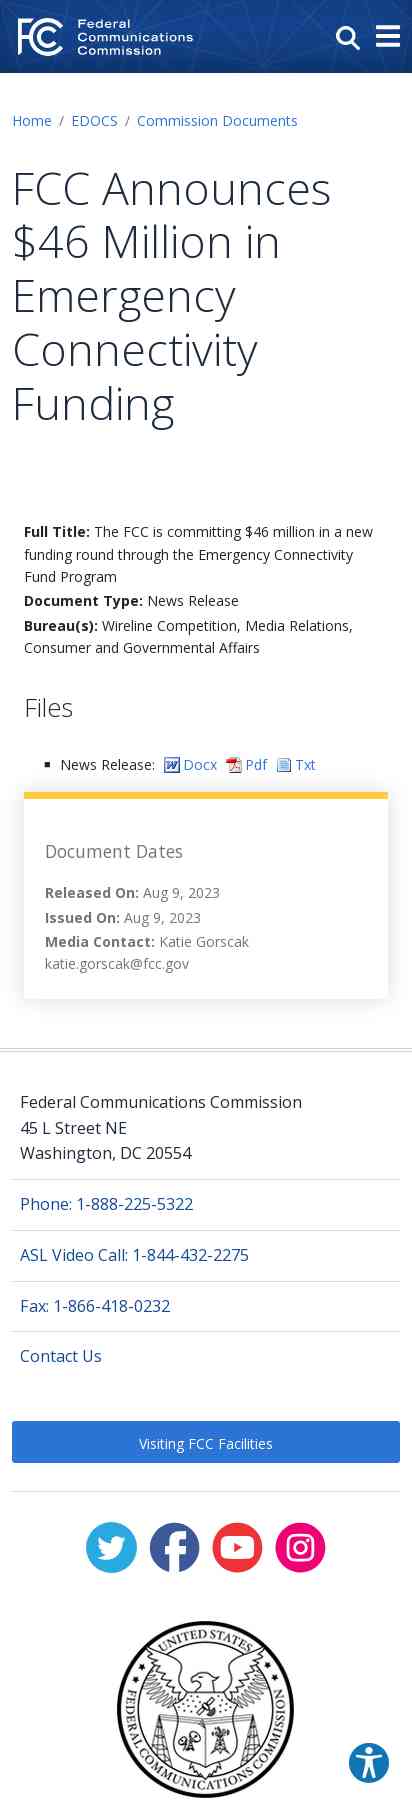 Federal
Communications
Commission
Home / EDOCS / Commission Documents
FCC Announces
$46 Million in
Emergency
Connectivity
Funding
Full Title: The FCC is committing $46 million in a new
funding round through the Emergency Connectivity
Fund Program
Document Type: News Release
Bureau(s): Wireline Competition, Media Relations,
Consumer and Governmental Affairs
Files
News Release: Docx Pdf Txt
Document Dates
Released On: Aug 9, 2023
Issued On: Aug 9, 2023
Media Contact: Katie Gorscak
katie.gorscak@fcc.gov
Federal Communications Commission
45 L Street NE
Washington, DC 20554
Phone: 1-888-225-5322
ASL Video Call: 1-844-432-2275
Fax: 1-866-418-0232
Contact Us
Visiting FCC Facilities
UNITED STATES
FEDERAL COMMUNICATIONS COMMISSION